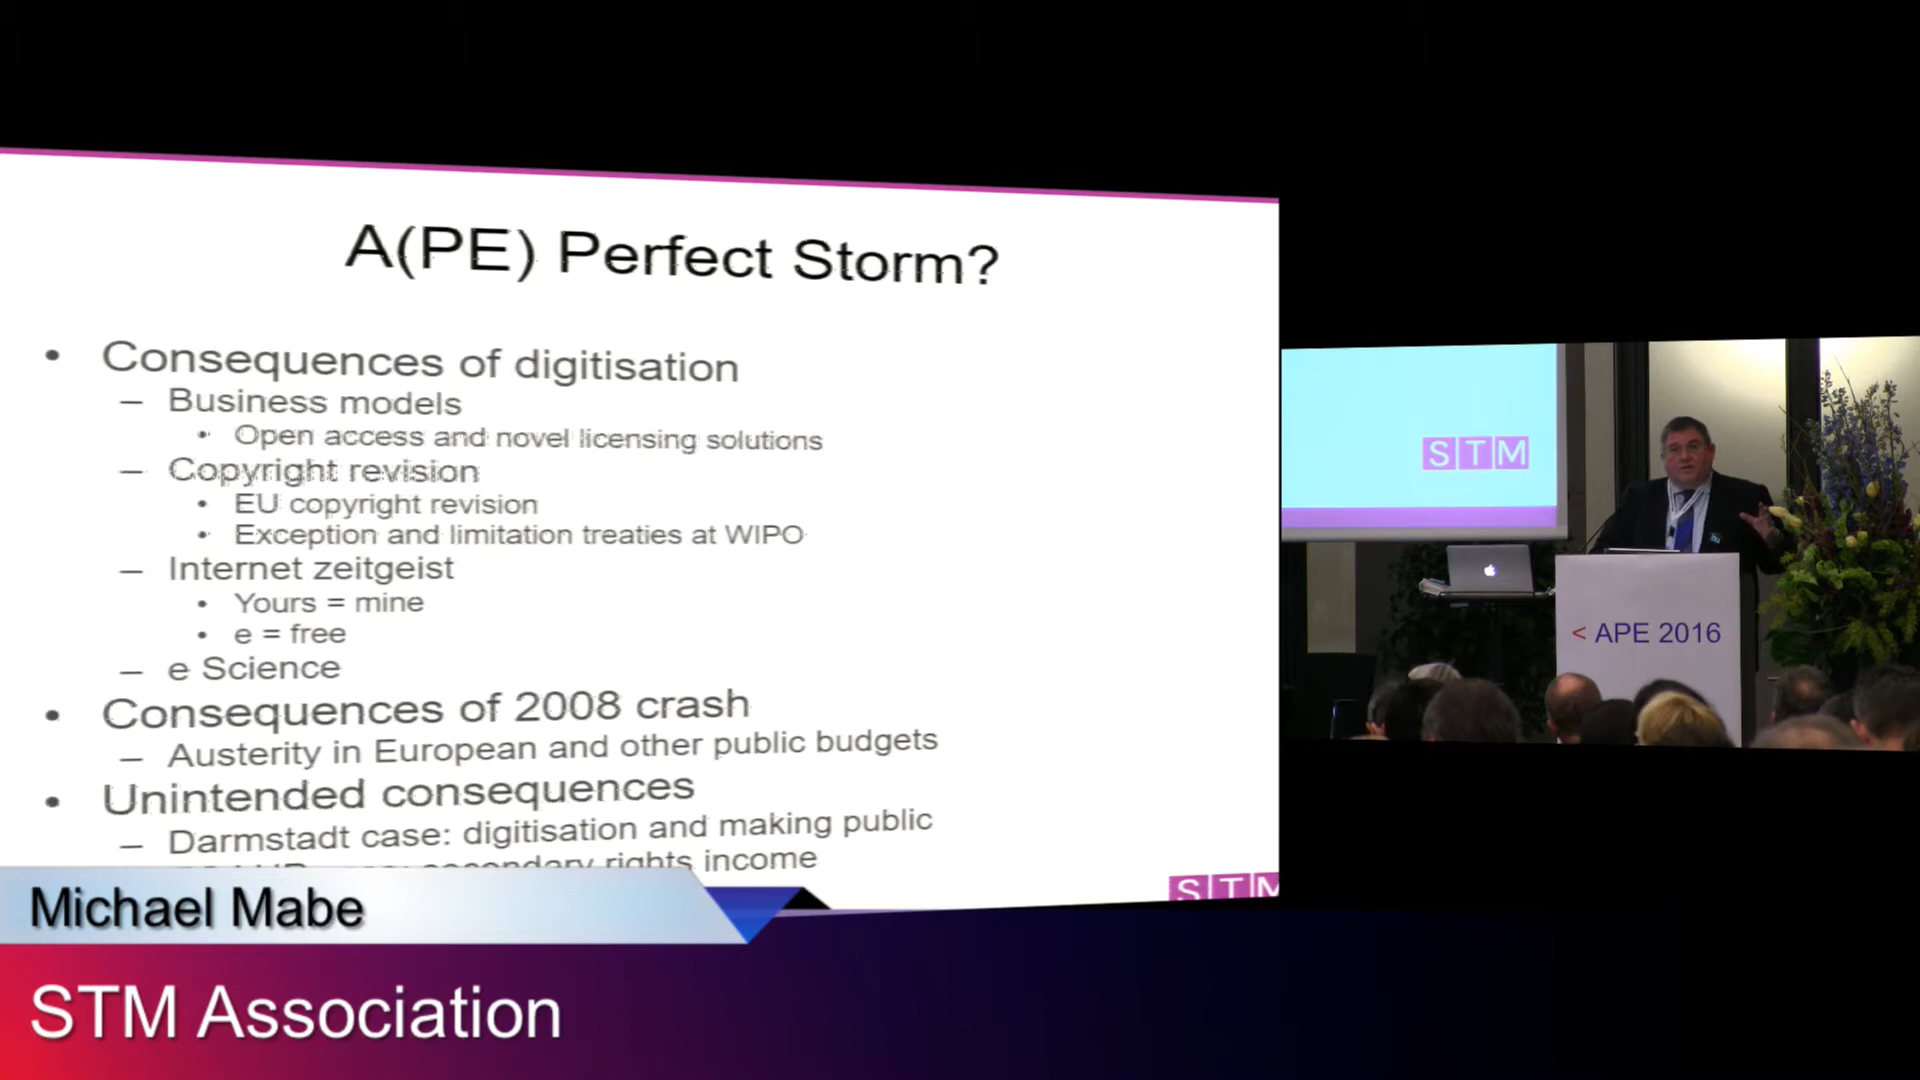 A(PE) Perfect Storm?
• Consequences of digitisation
– Business models
• Open access and novel licensing solutions
– Copyright revision
• EU copyright revision
• Exception and limitation treaties at WIPO
– Internet zeitgeist
• Yours = mine
• e = free
– e Science
• Consequences of 2008 crash
– Austerity in European and other public budgets
• Unintended consequences
– Darmstadt case: digitisation and making public
secondary rights income
STM
Michael Mabe
STM Association
STM
< APE 2016